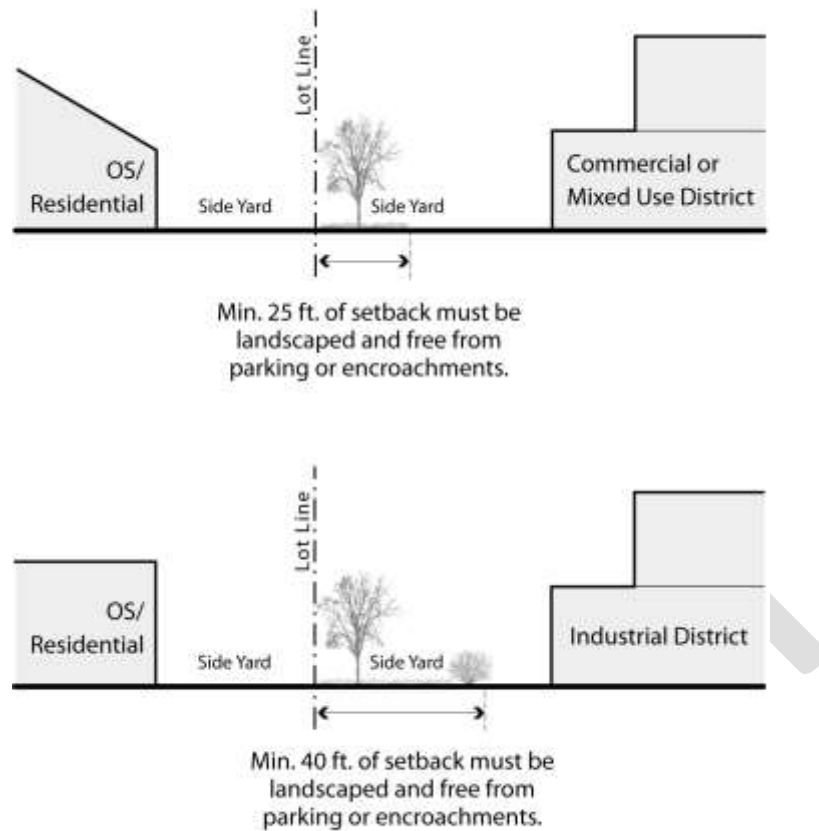 Lot Line
OS/
Residential
Side Yard
Side Yard
Commercial or
Mixed Use District
Min. 25 ft. of setback must be
landscaped and free from
parking or encroachments.
Lot Line
OS/
Residential
Side Yard
Side Yard
Industrial District
Min. 40 ft. of setback must be
landscaped and free from
parking or encroachments.